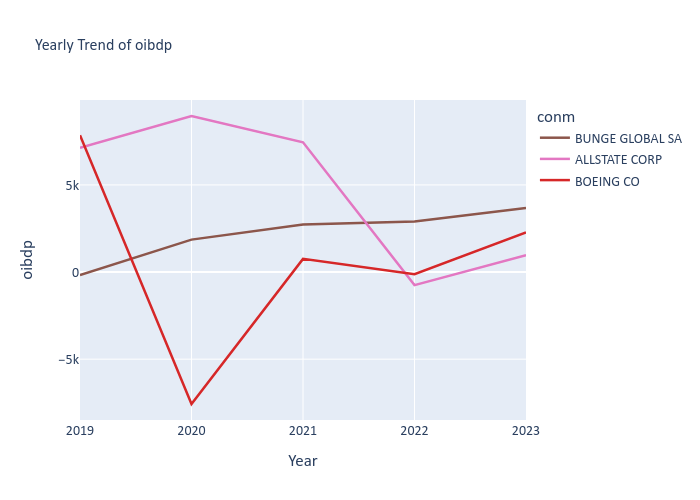 Yearly Trend of oibdp
conm
BUNGE GLOBAL SA
ALLSTATE CORP
BOEING CO
5k
0
−5k
oibdp
2019
2020
2021
2022
2023
Year